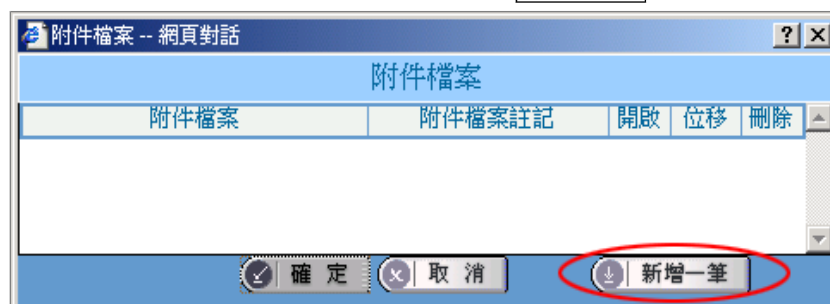 附件檔案 -- 網頁對話
附件檔案
附件檔案 附件檔案註記 開啟 位移 刪除
確 定 取 消 新增一筆